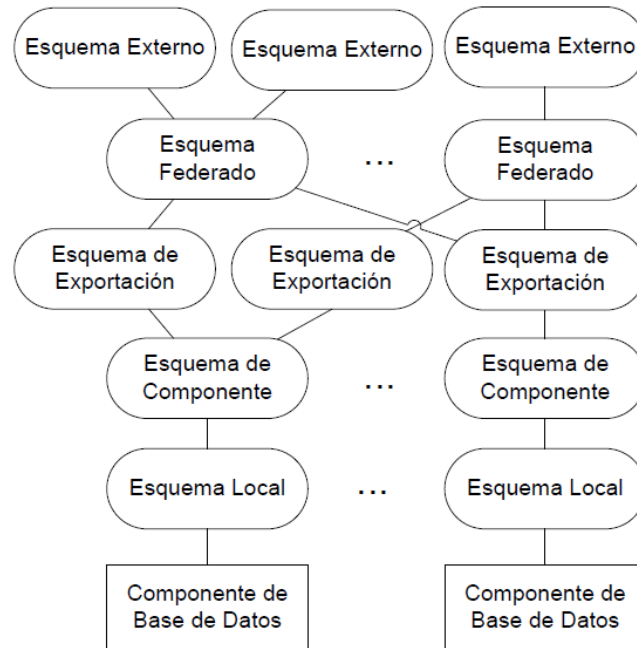 Esquema Externo
Esquema Externo
Esquema Externo
Esquema
Federado
...
Esquema
Federado
Esquema de
Exportación
Esquema de
Exportación
Esquema de
Exportación
Esquema de
Componente
...
Esquema de
Componente
Esquema Local
...
Esquema Local
Componente de
Base de Datos
Componente de
Base de Datos